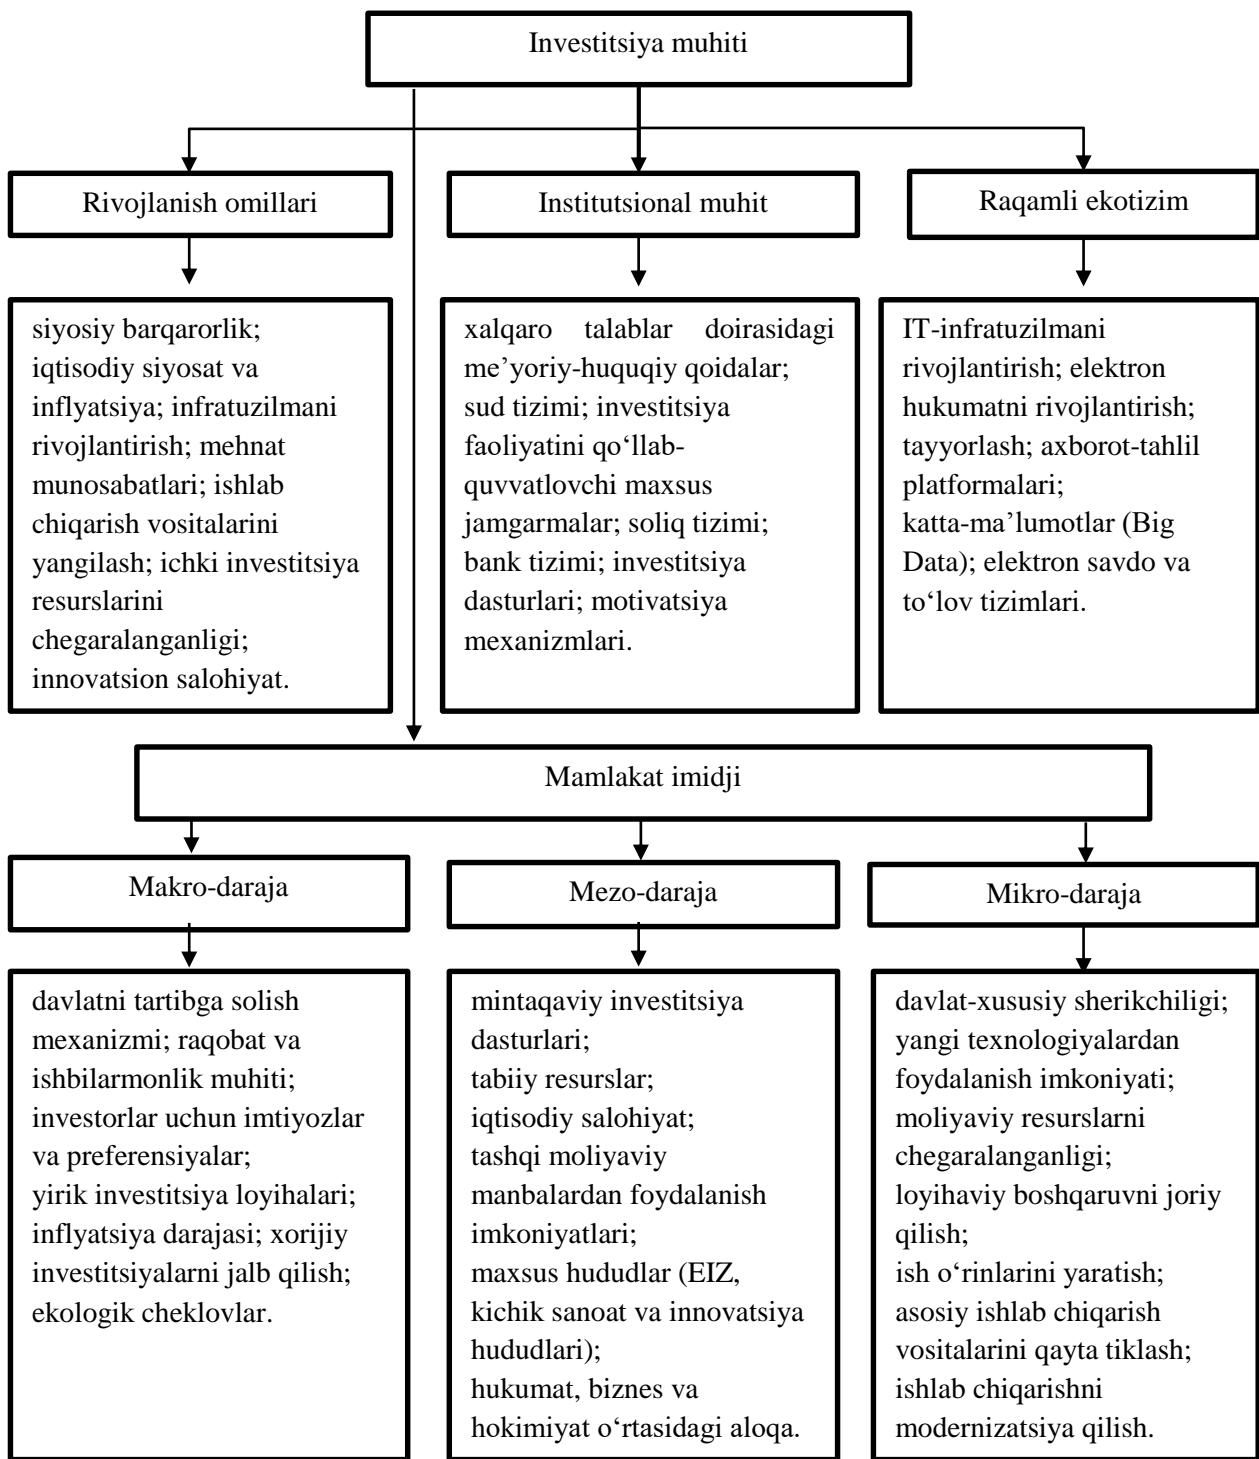 Investitsiya muhiti
Rivojlanish omillari
Institutsional muhit
Raqamli ekotizim
siyosiy barqarorlik;
iqtisodiy siyosat va
inflyatsiya; infratuzilmani
rivojlantirish; mehnat
munosabatlari; ishlab
chiqarish vositalarini
yangilash; ichki investitsiya
resurslarini
chegaralanganligi;
innovatsion salohiyat.
xalqaro talablar doirasidagi
me’yoriy-huquqiy qoidalar;
sud tizimi; investitsiya
faoliyatini qo‘llab-
quvvatlovchi maxsus
jamgarmalar; soliq tizimi;
bank tizimi; investitsiya
dasturlari; motivatsiya
mexanizmlari.
IT-infratuzilmani
rivojlantirish; elektron
hukumatni rivojlantirish;
tayyorlash; axborot-tahlil
platformalari;
katta-ma’lumotlar (Big
Data); elektron savdo va
to‘lov tizimlari.
Mamlakat imidji
Makro-daraja
Mezo-daraja
Mikro-daraja
davlatni tartibga solish
mexanizmi; raqobat va
ishbilarmonlik muhiti;
investorlar uchun imtiyozlar
va preferensiyalar;
yirik investitsiya loyihalari;
inflyatsiya darajasi; xorijiy
investitsiyalarni jalb qilish;
ekologik cheklovlar.
mintaqaviy investitsiya
dasturlari;
tabiiy resurslar;
iqtisodiy salohiyat;
tashqi moliyaviy
manbalardan foydalanish
imkoniyatlari;
maxsus hududlar (EIZ,
kichik sanoat va innovatsiya
hududlari);
hukumat, biznes va
hokimiyat o‘rtasidagi aloqa.
davlat-xususiy sherikchiligi;
yangi texnologiyalardan
foydalanish imkoniyati;
moliyaviy resurslarni
chegaralanganligi;
loyihaviy boshqaruvni joriy
qilish;
ish o‘rinlarini yaratish;
asosiy ishlab chiqarish
vositalarini qayta tiklash;
ishlab chiqarishni
modernizatsiya qilish.